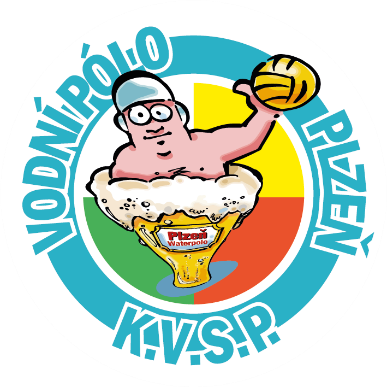 VODNÍ PÓLO
PLZEŇ
Plzeň
Waterpolo
K.V.S.P.